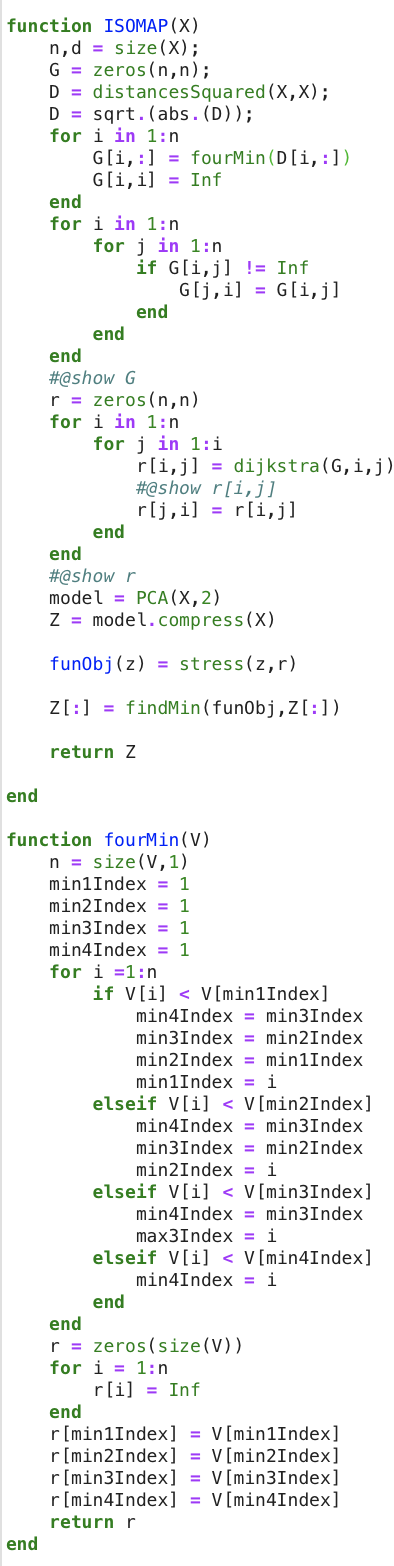 function ISOMAP(X)
    n,d = size(X);
    G = zeros(n,n);
    D = distancesSquared(X,X);
    D = sqrt.(abs.(D));
    for i in 1:n
        G[i,:] = fourMin(D[i,:])
        G[i,i] = Inf
    end
    for i in 1:n
        for j in 1:n
            if G[i,j] != Inf
                G[j,i] = G[i,j]
            end
        end
    end
    #@show G
    r = zeros(n,n)
    for i in 1:n
        for j in 1:i
            r[i,j] = dijkstra(G,i,j)
            #@show r[i,j]
            r[j,i] = r[i,j]
        end
    end
    #@show r
    model = PCA(X,2)
    Z = model.compress(X)

    funObj(z) = stress(z,r)

    Z[:] = findMin(funObj,Z[:])

    return Z

end

function fourMin(V)
    n = size(V,1)
    min1Index = 1
    min2Index = 1
    min3Index = 1
    min4Index = 1
    for i =1:n
        if V[i] < V[min1Index]
            min4Index = min3Index
            min3Index = min2Index
            min2Index = min1Index
            min1Index = i
        elseif V[i] < V[min2Index]
            min4Index = min3Index
            min3Index = min2Index
            min2Index = i
        elseif V[i] < V[min3Index]
            min4Index = min3Index
            max3Index = i
        elseif V[i] < V[min4Index]
            min4Index = i
        end
    end
    r = zeros(size(V))
    for i = 1:n
        r[i] = Inf
    end
    r[min1Index] = V[min1Index]
    r[min2Index] = V[min2Index]
    r[min3Index] = V[min3Index]
    r[min4Index] = V[min4Index]
    return r
end